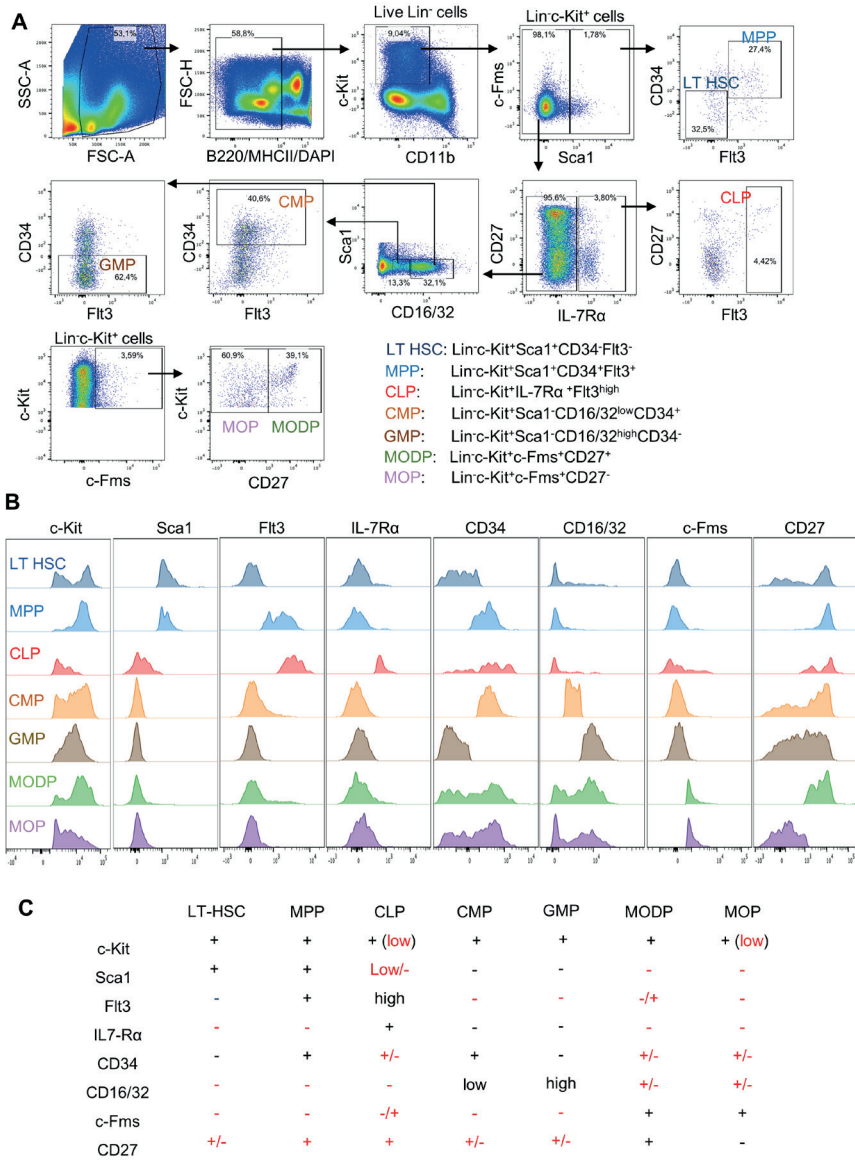 A
Live Lin⁻ cells
Lin⁻c-Kit⁺ cells
53,1%
58,8%
9,04%
98,1%
1,78%
MPP
27,4%
LT HSC
32,5%
SSC-A
FSC-A
FSC-H
B220/MHCII/DAPI
c-Kit
CD11b
c-Fms
Sca1
CD34
Flt3
CD34
GMP
62,4%
Flt3
CD34
40,6%
CMP
Flt3
Sca1
13,3%
32,1%
CD16/32
CD27
95,6%
3,80%
IL-7Rα
CD27
CLP
4,42%
Flt3
Lin⁻c-Kit⁺ cells
3,59%
c-Kit
c-Fms
60,9%
39,1%
c-Kit
MOP
MODP
CD27
LT HSC: Lin⁻c-Kit⁺Sca1⁺CD34⁻Flt3⁻
MPP: Lin⁻c-Kit⁺Sca1⁺CD34⁺Flt3⁺
CLP: Lin⁻c-Kit⁺IL-7Rα ⁺Flt3ʰⁱᵍʰ
CMP: Lin⁻c-Kit⁺Sca1⁻CD16/32ˡᵒʷCD34⁺
GMP: Lin⁻c-Kit⁺Sca1⁻CD16/32ʰⁱᵍʰCD34⁻
MODP: Lin⁻c-Kit⁺c-Fms⁺CD27⁺
MOP: Lin⁻c-Kit⁺c-Fms⁺CD27⁻
B
c-Kit Sca1 Flt3 IL-7Rα CD34 CD16/32 c-Fms CD27
LT HSC
MPP
CLP
CMP
GMP
MODP
MOP
C
LT-HSC MPP CLP CMP GMP MODP MOP
c-Kit + + + (low) + + + + (low)
Sca1 + + Low/- - - - -
Flt3 - + high - - -/+ -
IL7-Rα - - + - - - -
CD34 - + +/- + - +/- +/-
CD16/32 - - - low high +/- +/-
c-Fms - - -/+ - - + +
CD27 +/- + + +/- +/- + -